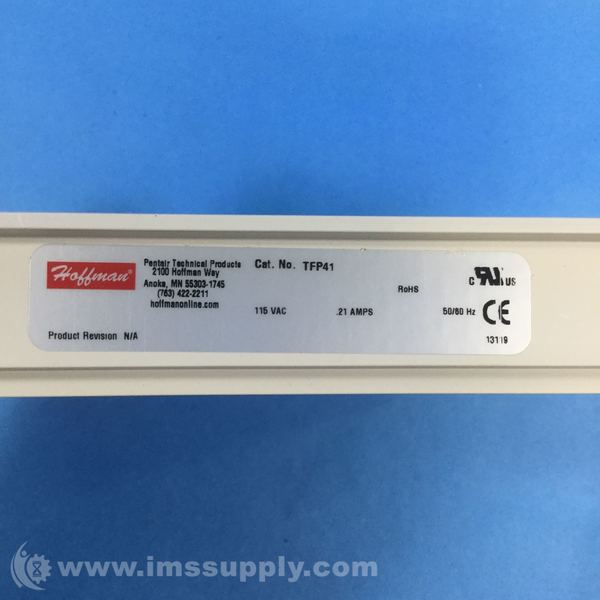 Hoffman
Pentair Technical Products
2100 Hoffman Way
Anoka, MN 55303-1745
(763) 422-2211
hoffmanonline.com
Cat. No. TFP41
RoHS
C RU US
115 VAC .21 AMPS 50/60 Hz CE
Product Revision N/A
13119
www.imssupply.com